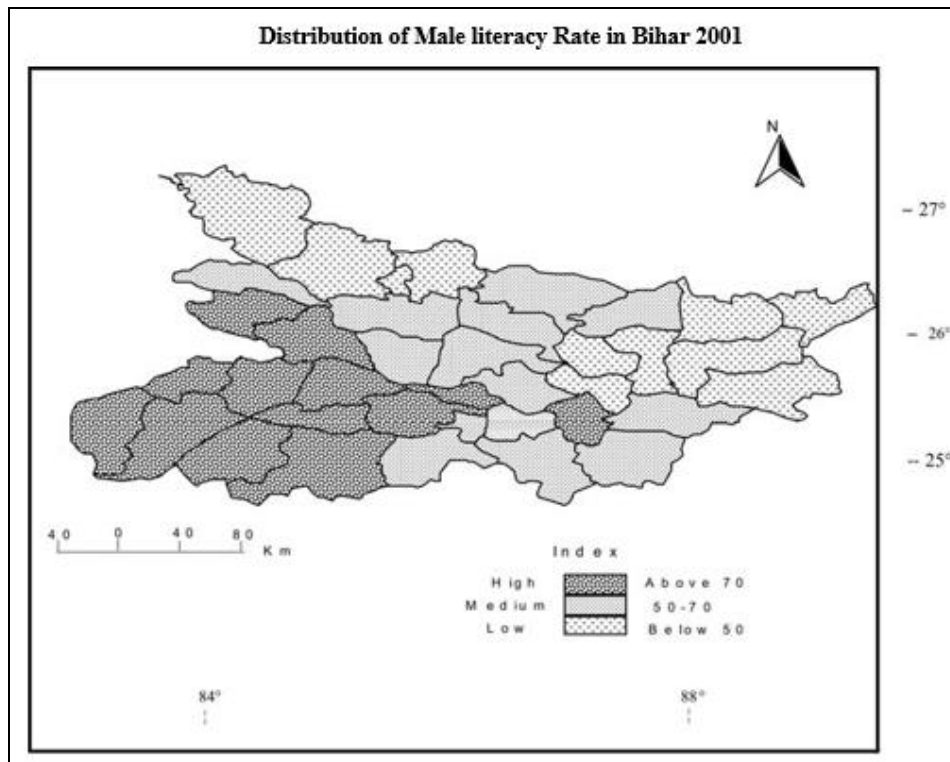 Distribution of Male literacy Rate in Bihar 2001
N
– 27°
– 26°
-- 25°
40 0 40 80
Km
Index
High Above 70
Medium 50-70
Low Below 50
84° 88°